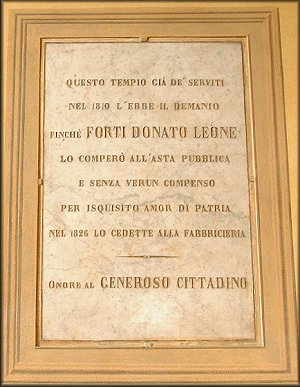 QUESTO TEMPIO GIÀ DE' SERVITI
NEL 1810 L'EBBE IL DEMANIO
FINCHÈ FORTI DONATO LEONE
LO COMPERÒ ALL'ASTA PUBBLICA
E SENZA VERUN COMPENSO
PER ISQUISITO AMOR DI PATRIA
NEL 1826 LO CEDETTE ALLA FABBRICIERIA
ONORE AL GENEROSO CITTADINO